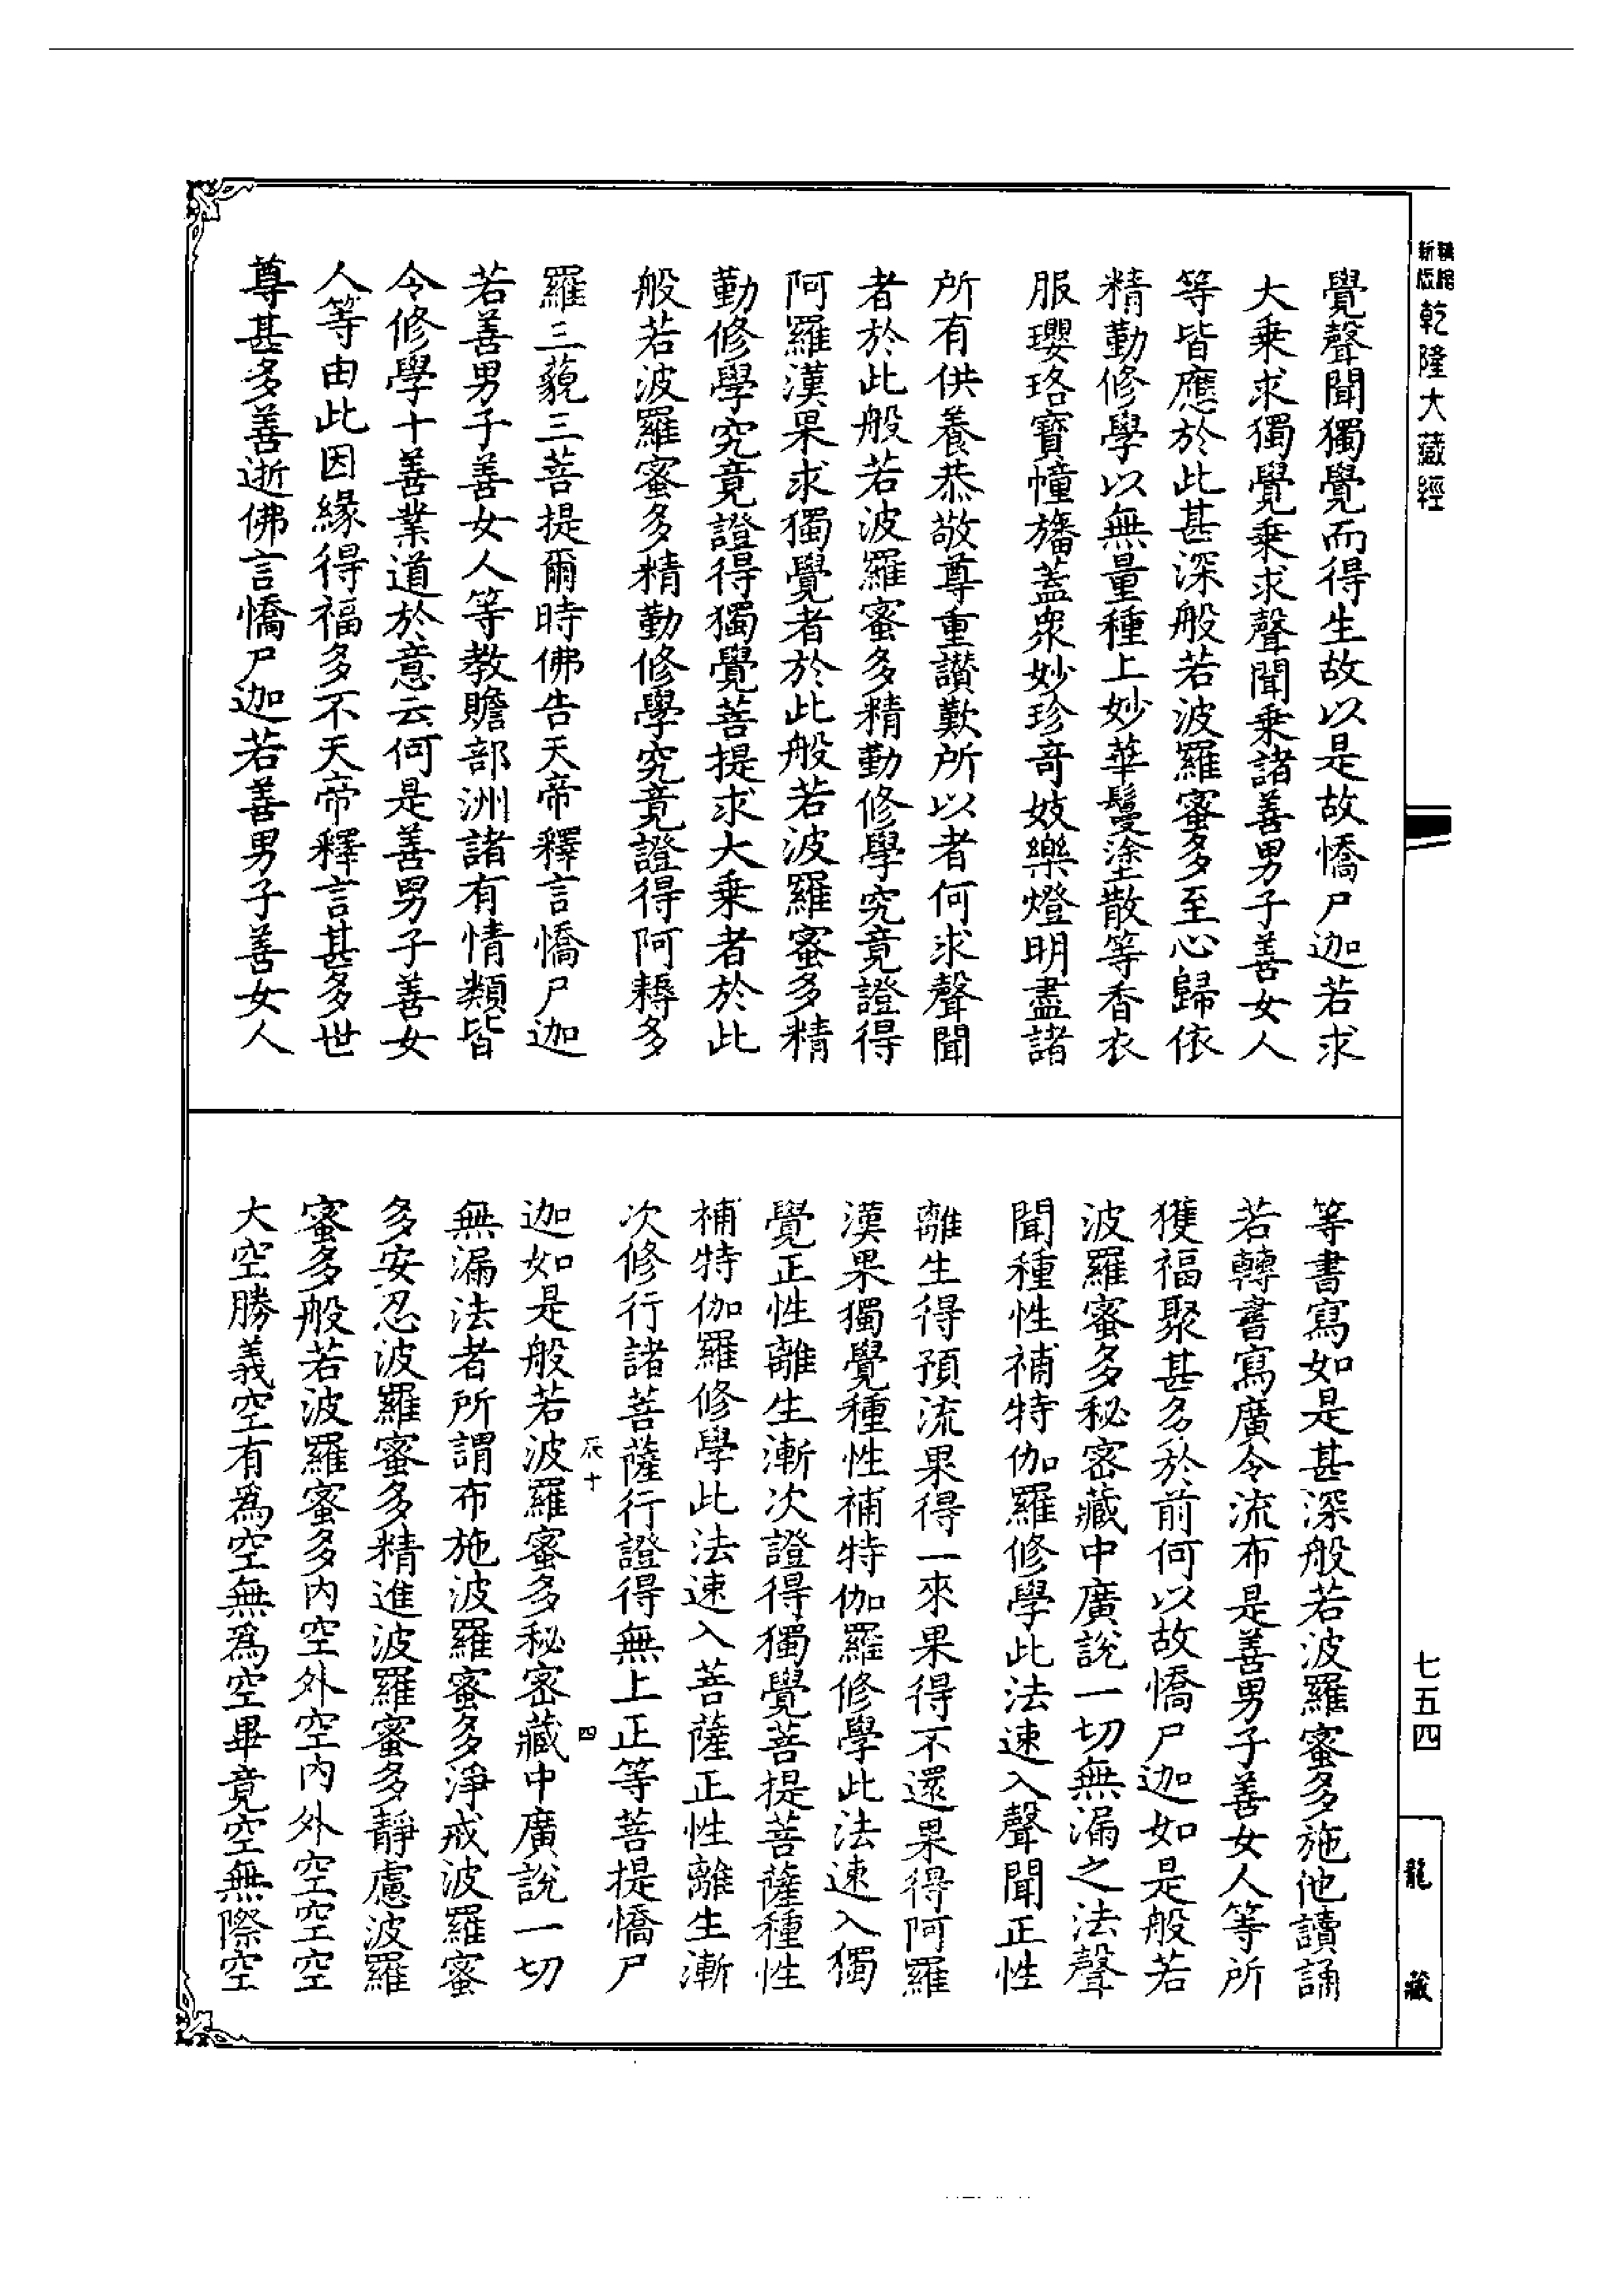 新版精縮
乾隆大藏經
覺聲聞獨覺而得生故以是故憍尸迦若求
大乘求獨覺乘求聲聞乘諸善男子善女人
等皆應於此甚深般若波羅蜜多至心歸依
精勤修學以無量種上妙華鬘塗散等香衣
服瓔珞寶幢旛蓋眾妙珍奇妓樂燈明盡諸
所有供養恭敬尊重讚歎所以者何求聲聞
者於此般若波羅蜜多精勤修學究竟證得
阿羅漢果求獨覺者於此般若波羅蜜多精
勤修學究竟證得獨覺菩提求大乘者於此
般若波羅蜜多精勤修學究竟證得阿耨多
羅三藐三菩提爾時佛告天帝釋言憍尸迦
若善男子善女人等教贍部洲諸有情類皆
令修學十善業道於意云何是善男子善女
人等由此因緣得福多不天帝釋言甚多世
尊甚多善逝佛言憍尸迦若善男子善女人
等書寫如是甚深般若波羅蜜多施他讀誦
若轉書寫廣令流布是善男子善女人等所
獲福聚甚多於前何以故憍尸迦如是般若
波羅蜜多秘密藏中廣說一切無漏之法聲
聞種性補特伽羅修學此法速入聲聞正性
離生得預流果得一來果得不還果得阿羅
漢果獨覺種性補特伽羅修學此法速入獨
覺正性離生漸次證得獨覺菩提菩薩種性
補特伽羅修學此法速入菩薩正性離生漸
次修行諸菩薩行證得無上正等菩提憍尸
辰十
四
迦如是般若波羅蜜多秘密藏中廣說一切
無漏法者所謂布施波羅蜜多淨戒波羅蜜
多安忍波羅蜜多精進波羅蜜多靜慮波羅
蜜多般若波羅蜜多內空外空內外空空空
大空勝義空有為空無為空畢竟空無際空
七五四
龍藏